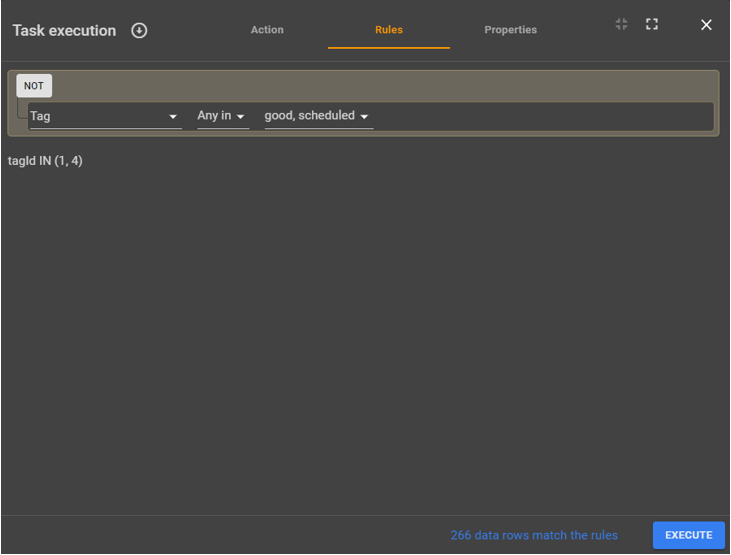 Task execution Action Rules Properties
NOT
Tag Any in good, scheduled
tagId IN (1, 4)
266 data rows match the rules EXECUTE